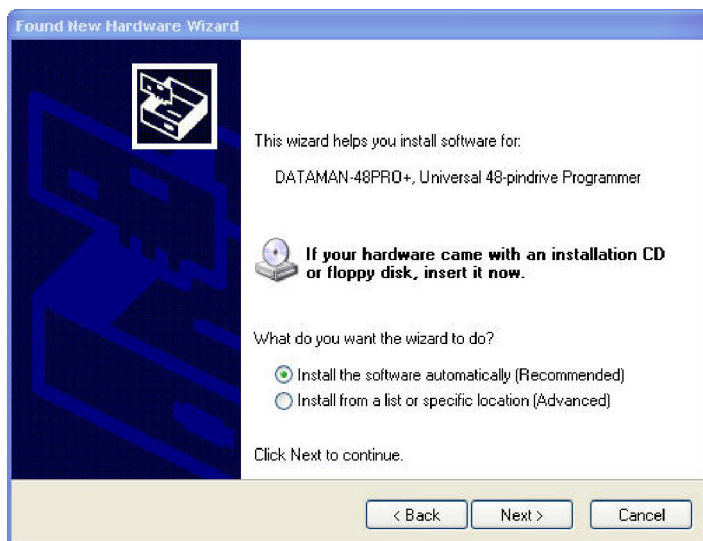 Found New Hardware Wizard
This wizard helps you install software for:
DATAMAN-48PRO+, Universal 48-pindrive Programmer
If your hardware came with an installation CD
or floppy disk, insert it now.
What do you want the wizard to do?
Install the software automatically (Recommended)
Install from a list or specific location (Advanced)
Click Next to continue.
< Back
Next >
Cancel